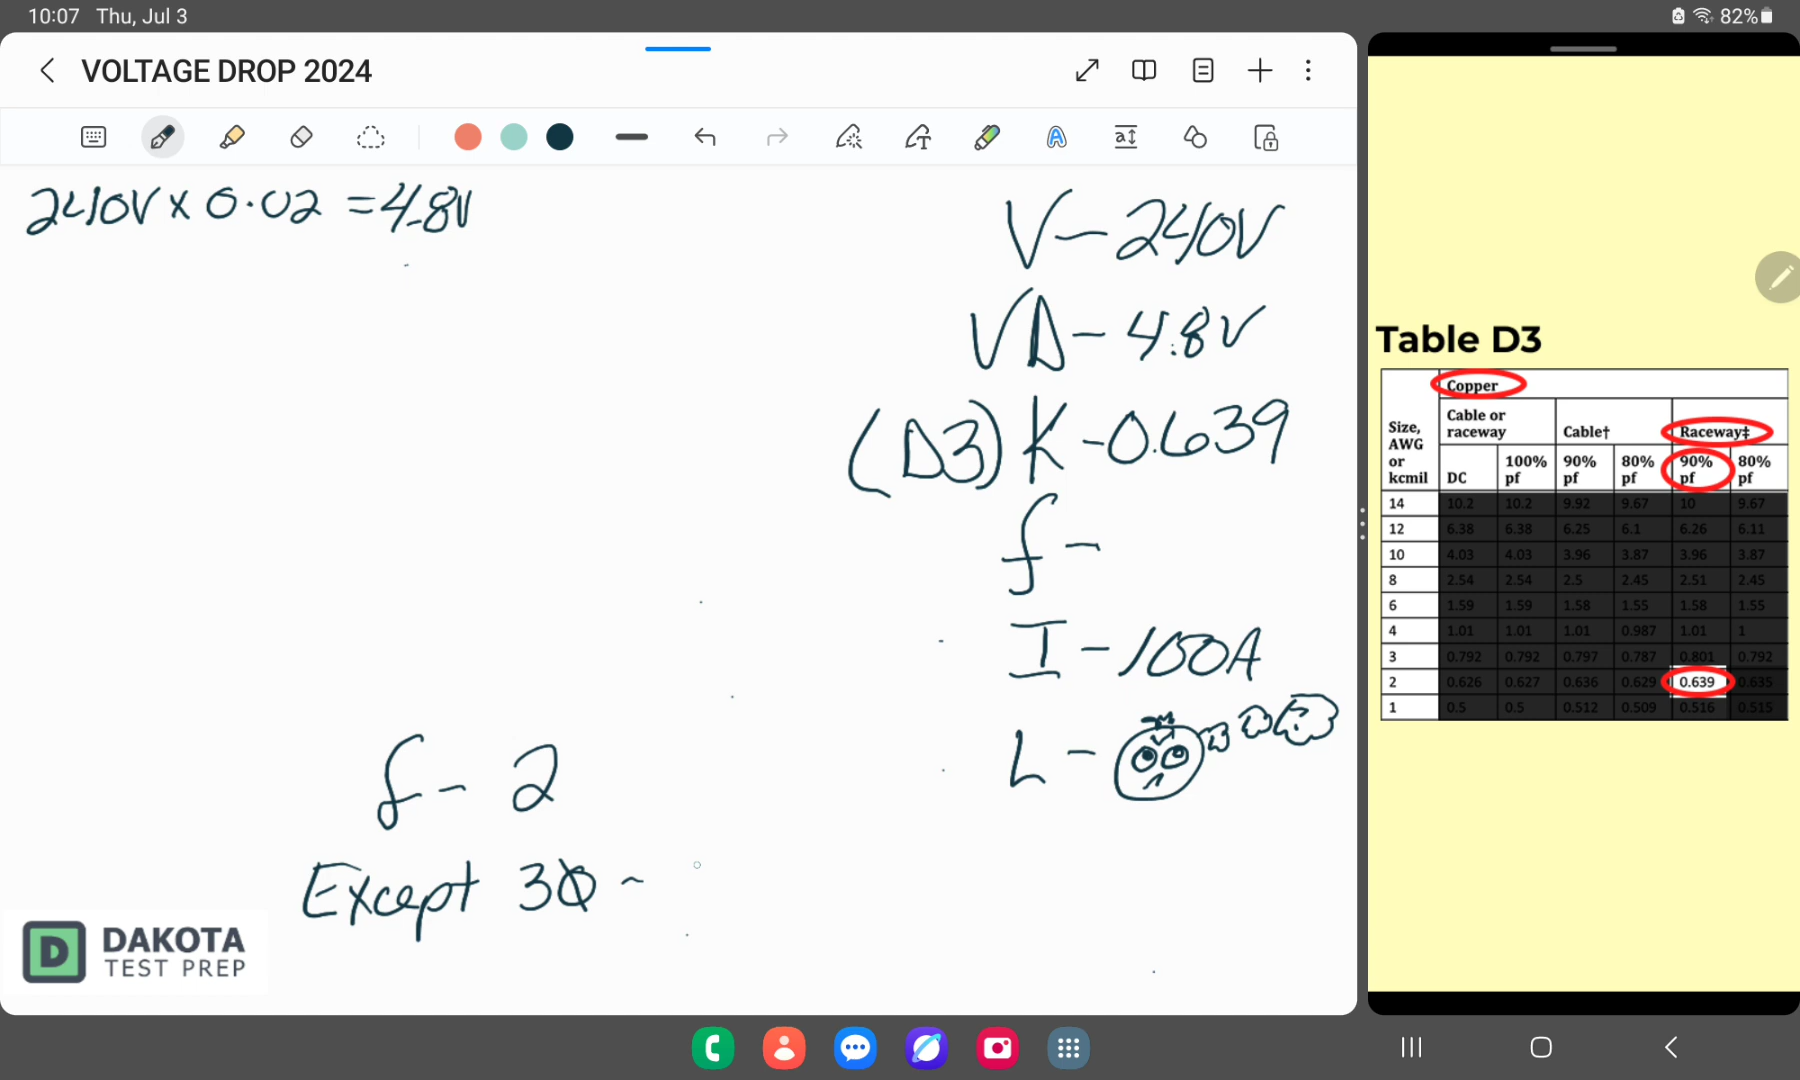 10:07 Thu, Jul 3
82%
VOLTAGE DROP 2024
240V x 0.02 = 4.8V
V - 240V
VD - 4.8V
(D3) K - 0.639
f -
I - 100A
L - ?
f - 2
Except 3Ø -
D DAKOTA
TEST PREP
Table D3
Copper
Size, AWG or kcmil
Cable or raceway
Cable†
Raceway‡
DC 100% pf 90% pf 80% pf 90% pf 80% pf
14 10.2 10.2 9.92 9.67 10 9.67
12 6.38 6.38 6.25 6.1 6.26 6.11
10 4.03 4.03 3.96 3.87 3.96 3.87
8 2.54 2.54 2.5 2.45 2.51 2.45
6 1.59 1.59 1.58 1.55 1.58 1.55
4 1.01 1.01 1.01 0.987 1.01 1
3 0.792 0.792 0.797 0.787 0.801 0.792
2 0.626 0.627 0.636 0.629 0.639 0.635
1 0.5 0.5 0.512 0.509 0.516 0.515